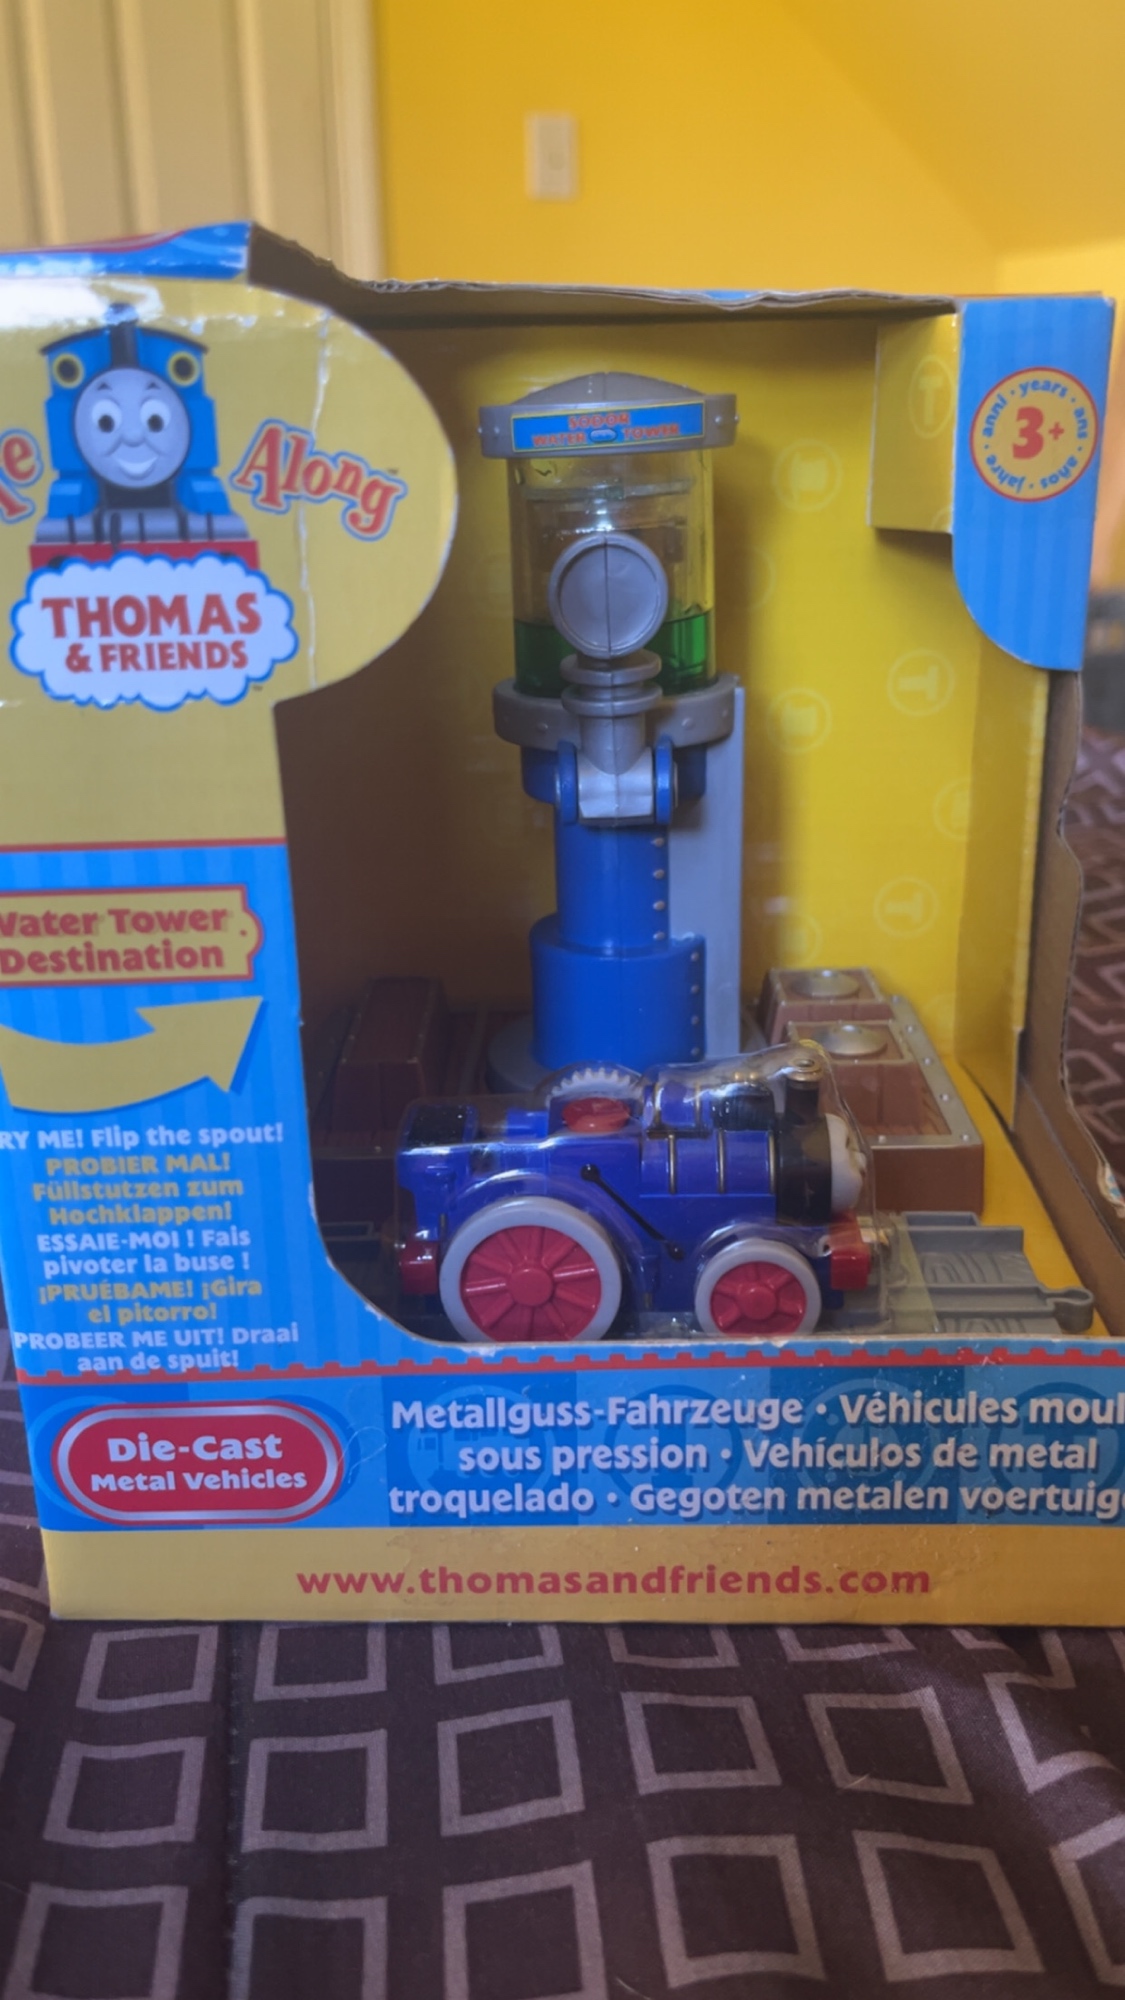 Along
THOMAS
& FRIENDS
SODOR
WATER TOWER
anni · years · ans · años · jahre ·
3+
Water Tower
Destination
RY ME! Flip the spout!
PROBIER MAL!
Füllstutzen zum
Hochklappen!
ESSAIE-MOI ! Fais
pivoter la buse !
¡PRUÉBAME! ¡Gira
el pitorro!
PROBEER ME UIT! Draai
aan de spuit!
Die-Cast
Metal Vehicles
Metallguss-Fahrzeuge • Véhicules moul
sous pression • Vehículos de metal
troquelado • Gegoten metalen voertuig
www.thomasandfriends.com